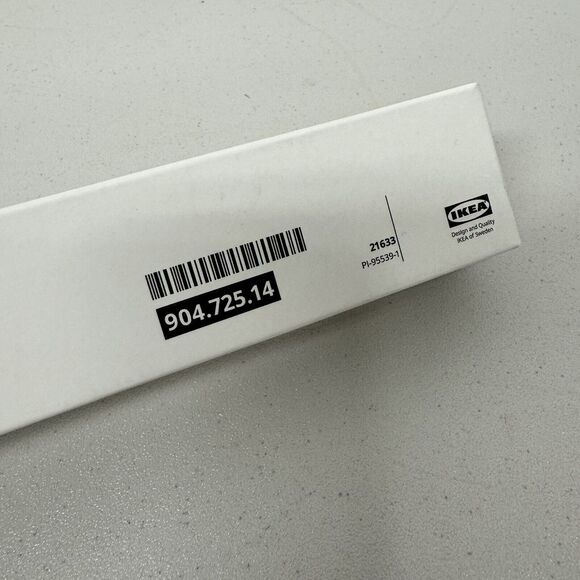 904.725.14
21633
PI-95539-1
IKEA
Design and Quality
IKEA of Sweden